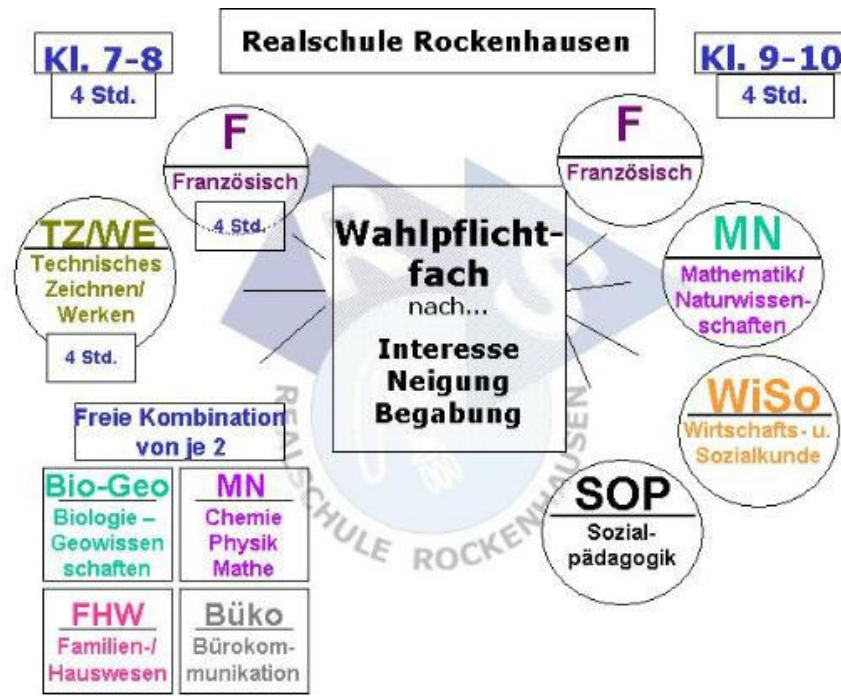 Realschule Rockenhausen
Kl. 7-8
4 Std.
Kl. 9-10
4 Std.
F
Französisch
4 Std.
TZ/WE
Technisches
Zeichnen/
Werken
4 Std.
Freie Kombination
von je 2
Bio-Geo
Biologie –
Geowissen
schaften
MN
Chemie
Physik
Mathe
FHW
Familien-/
Hauswesen
Büko
Bürokom-
munikation
Wahlpflicht-
fach
nach...
Interesse
Neigung
Begabung
F
Französisch
MN
Mathematik/
Naturwissen-
schaften
WiSo
Wirtschafts- u.
Sozialkunde
SOP
Sozial-
pädagogik
R S
REALSCHULE ROCKENHAUSEN